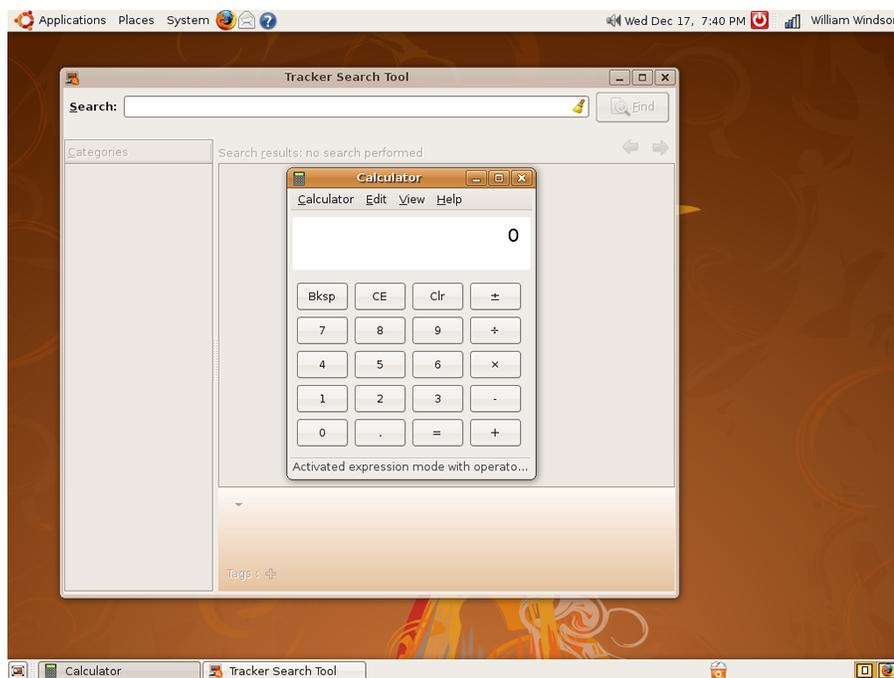 Applications Places System Wed Dec 17, 7:40 PM William Windsor
Tracker Search Tool
Search: Find
Categories
Search results: no search performed
Calculator
Calculator Edit View Help
0
Bksp CE Clr ±
7 8 9 ÷
4 5 6 ×
1 2 3 -
0 . = +
Activated expression mode with operato...
Tags :
Calculator Tracker Search Tool